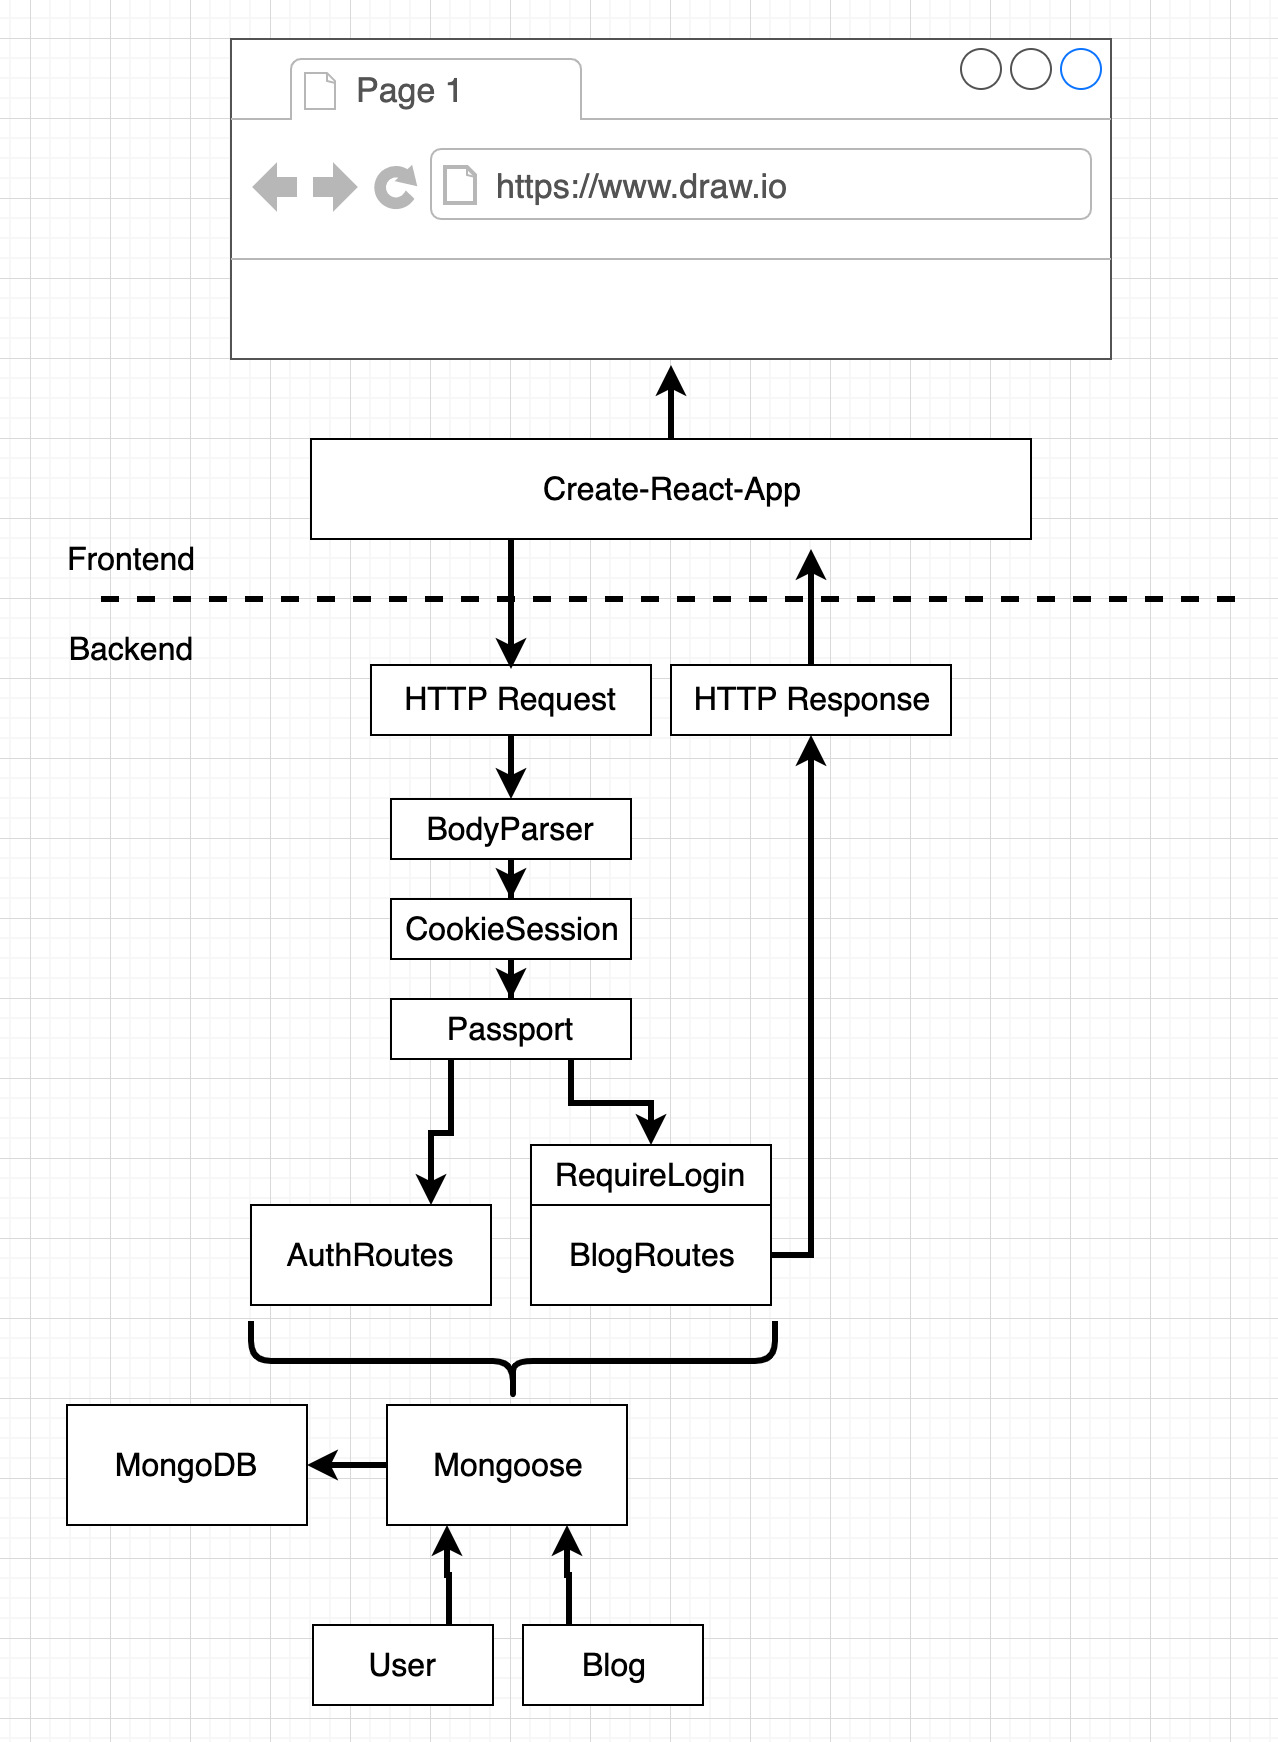 Page 1
https://www.draw.io
Create-React-App
Frontend
Backend
HTTP Request
HTTP Response
BodyParser
CookieSession
Passport
RequireLogin
AuthRoutes
BlogRoutes
MongoDB
Mongoose
User
Blog